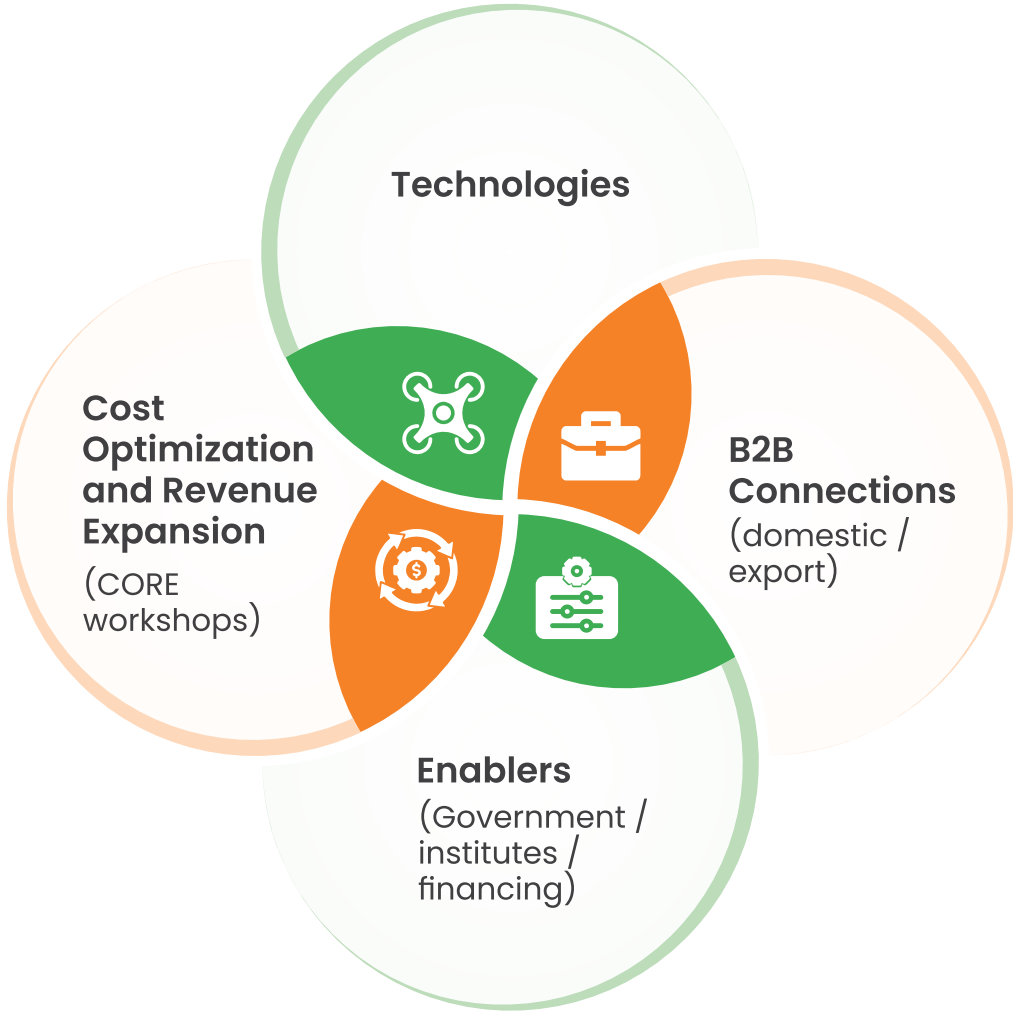 Technologies
Cost
Optimization
and Revenue
Expansion
(CORE
workshops)
B2B
Connections
(domestic /
export)
$
Enablers
(Government /
institutes /
financing)